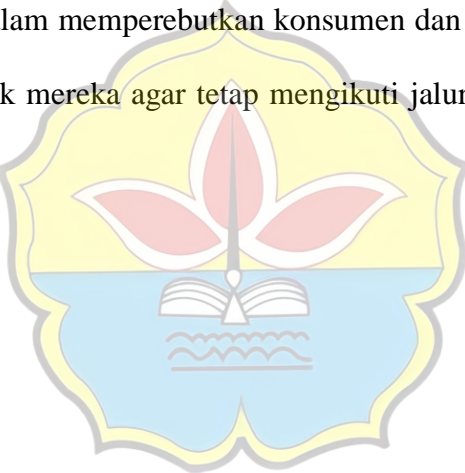 lam memperebutkan konsumen dan
k mereka agar tetap mengikuti jalur